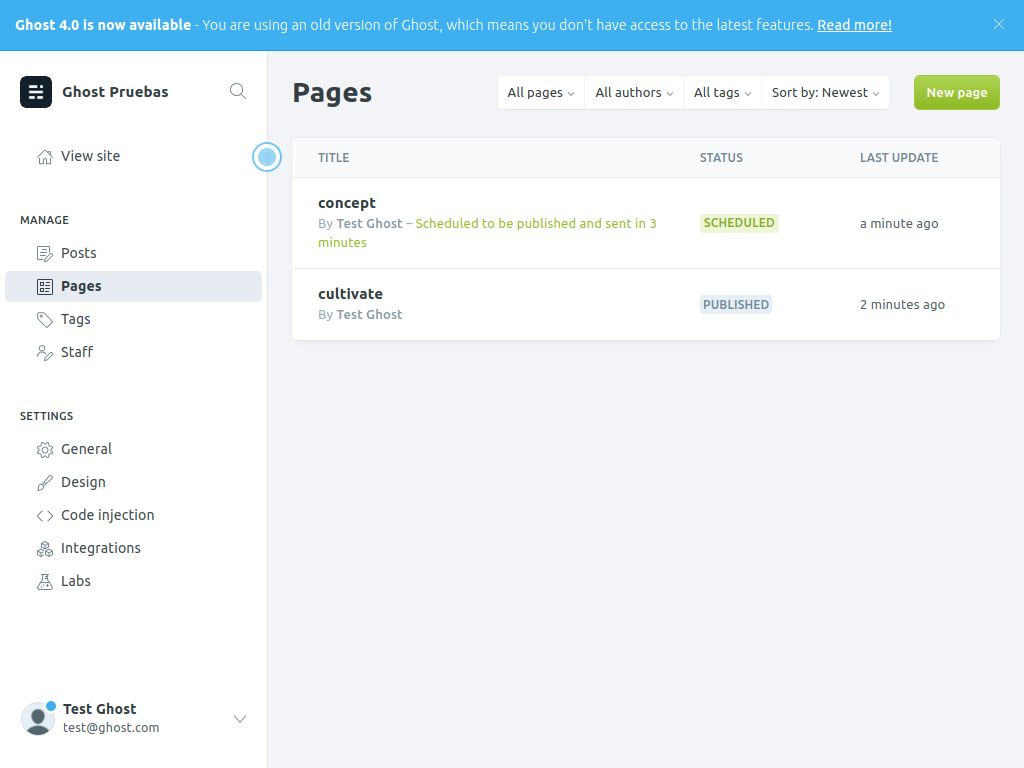 Ghost 4.0 is now available - You are using an old version of Ghost, which means you don't have access to the latest features. Read more!
Ghost Pruebas
View site
MANAGE
Posts
Pages
Tags
Staff
SETTINGS
General
Design
Code injection
Integrations
Labs
Test Ghost
test@ghost.com
Pages
All pages
All authors
All tags
Sort by: Newest
New page
TITLE STATUS LAST UPDATE
concept
By Test Ghost – Scheduled to be published and sent in 3
minutes
SCHEDULED
a minute ago
cultivate
By Test Ghost
PUBLISHED
2 minutes ago